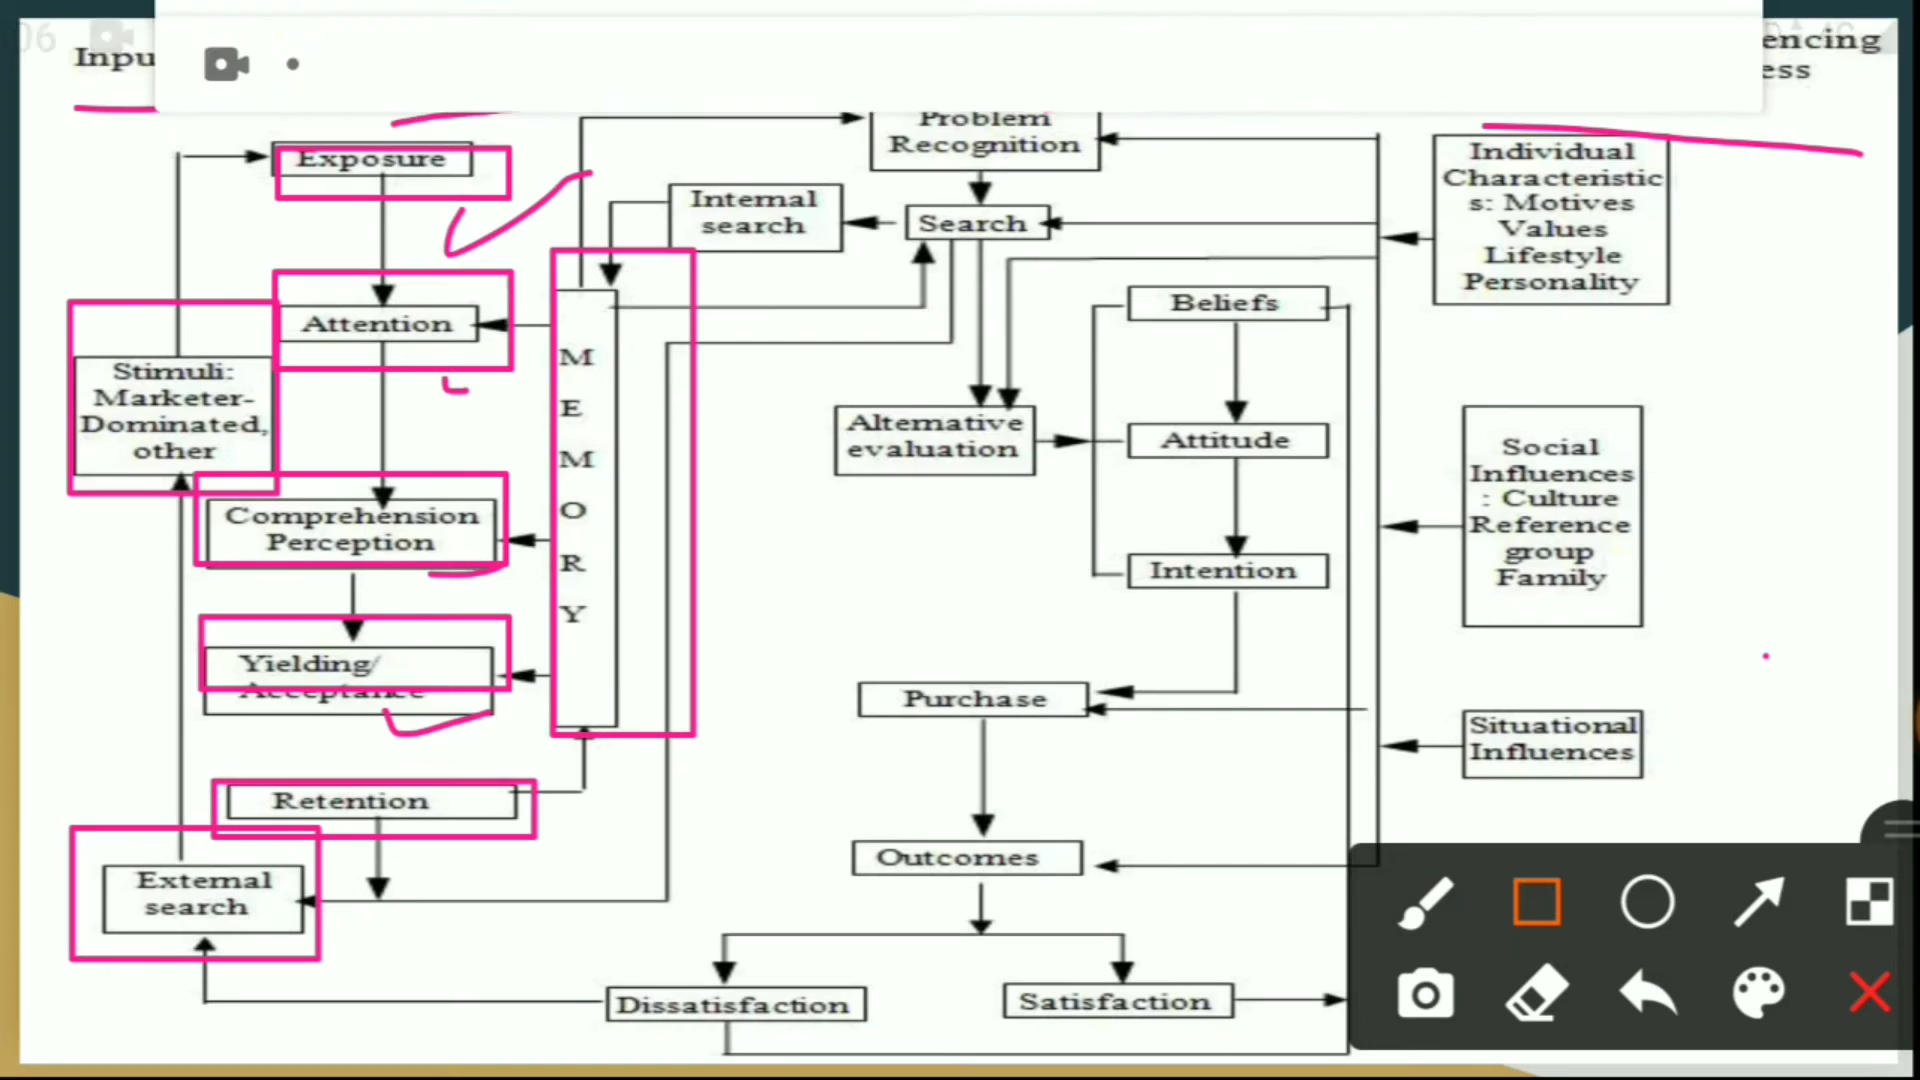 06
Inpu
encing
ess
Exposure
Attention
Stimuli:
Marketer-
Dominated,
other
Comprehension
Perception
Yielding/
Acceptance
Retention
External
search
M
E
M
O
R
Y
Internal
search
Problem
Recognition
Search
Alternative
evaluation
Beliefs
Attitude
Intention
Purchase
Outcomes
Dissatisfaction
Satisfaction
Individual
Characteristic
s: Motives
Values
Lifestyle
Personality
Social
Influences
: Culture
Reference
group
Family
Situational
Influences